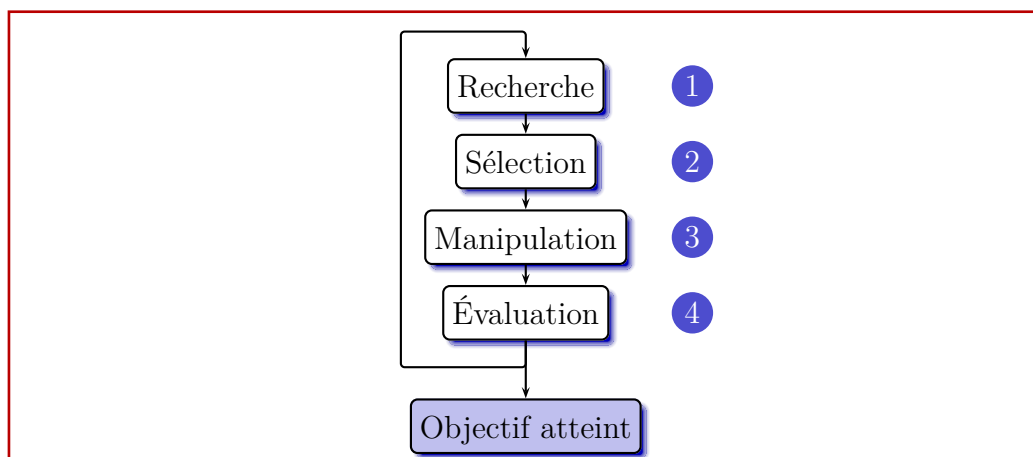 Recherche 1
Sélection 2
Manipulation 3
Évaluation 4
Objectif atteint